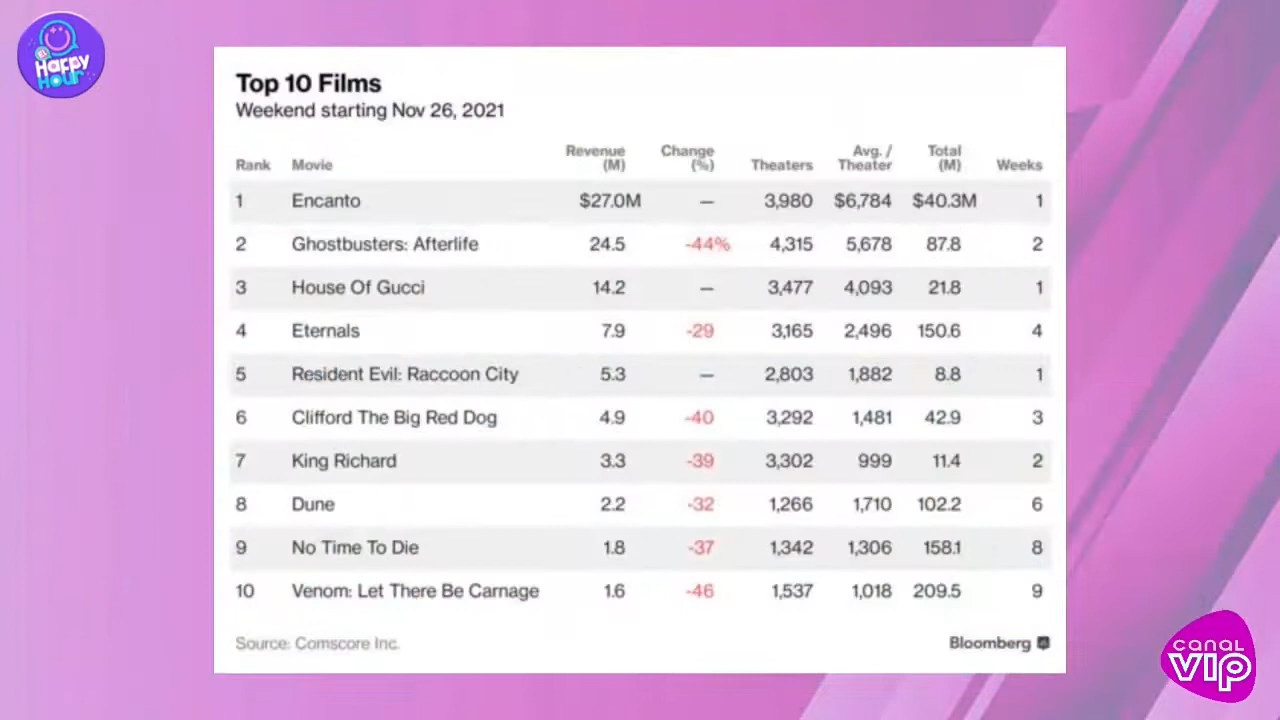 EL
HAPPY
HOUR
Top 10 Films
Weekend starting Nov 26, 2021
Rank Movie Revenue (M) Change (%) Theaters Avg. / Theater Total (M) Weeks
1 Encanto $27.0M — 3,980 $6,784 $40.3M 1
2 Ghostbusters: Afterlife 24.5 -44% 4,315 5,678 87.8 2
3 House Of Gucci 14.2 — 3,477 4,093 21.8 1
4 Eternals 7.9 -29 3,165 2,496 150.6 4
5 Resident Evil: Raccoon City 5.3 — 2,803 1,882 8.8 1
6 Clifford The Big Red Dog 4.9 -40 3,292 1,481 42.9 3
7 King Richard 3.3 -39 3,302 999 11.4 2
8 Dune 2.2 -32 1,266 1,710 102.2 6
9 No Time To Die 1.8 -37 1,342 1,306 158.1 8
10 Venom: Let There Be Carnage 1.6 -46 1,537 1,018 209.5 9
Source: Comscore Inc. Bloomberg
canal
vip